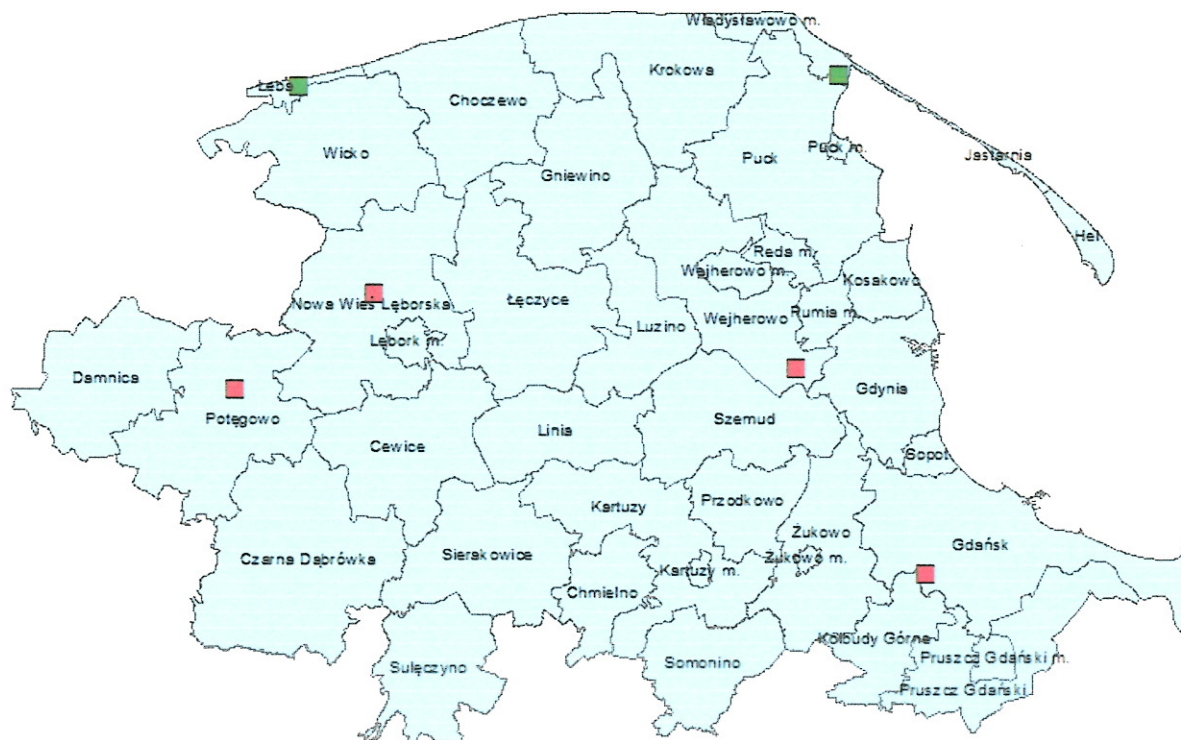 Władysławowo m.
Krokowa
Łeba
Choczewo
Wicko
Puck m.
Puck
Jastarnia
Gniewino
Hel
Reda m.
Wejherowo m.
Kosakowo
Nowa Wieś Lęborska
Łęczyce
Luzino
Wejherowo
Rumia m.
Lębork m.
Damnica
Gdynia
Potęgowo
Cewice
Linia
Szemud
Sopot
Kartuzy
Przodkowo
Żukowo
Gdańsk
Czarna Dąbrówka
Sierakowice
Żukowo m.
Kartuzy m.
Chmielno
Kolbudy Górne
Sulęczyno
Somonino
Pruszcz Gdański m.
Pruszcz Gdański